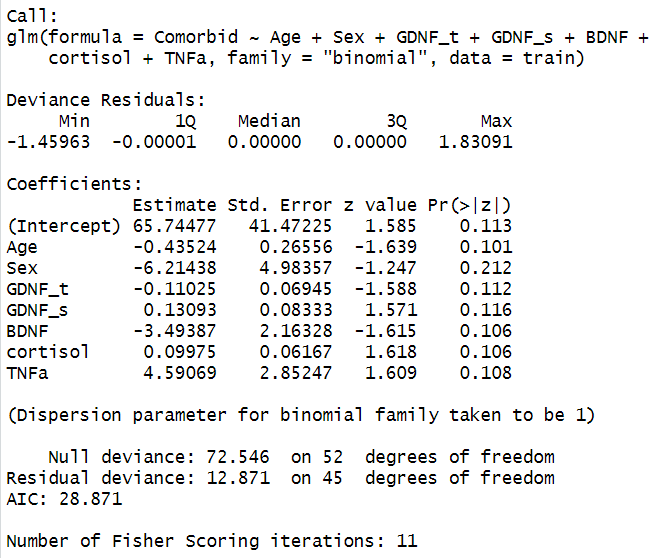 Call:
glm(formula = Comorbid ~ Age + Sex + GDNF_t + GDNF_s + BDNF +
    cortisol + TNFa, family = "binomial", data = train)

Deviance Residuals:
     Min        1Q    Median        3Q       Max
-1.45963  -0.00001   0.00000   0.00000   1.83091

Coefficients:
            Estimate Std. Error z value Pr(>|z|)
(Intercept) 65.74477   41.47225   1.585    0.113
Age         -0.43524    0.26556  -1.639    0.101
Sex         -6.21438    4.98357  -1.247    0.212
GDNF_t      -0.11025    0.06945  -1.588    0.112
GDNF_s       0.13093    0.08333   1.571    0.116
BDNF        -3.49387    2.16328  -1.615    0.106
cortisol     0.09975    0.06167   1.618    0.106
TNFa         4.59069    2.85247   1.609    0.108

(Dispersion parameter for binomial family taken to be 1)

    Null deviance: 72.546  on 52  degrees of freedom
Residual deviance: 12.871  on 45  degrees of freedom
AIC: 28.871

Number of Fisher Scoring iterations: 11